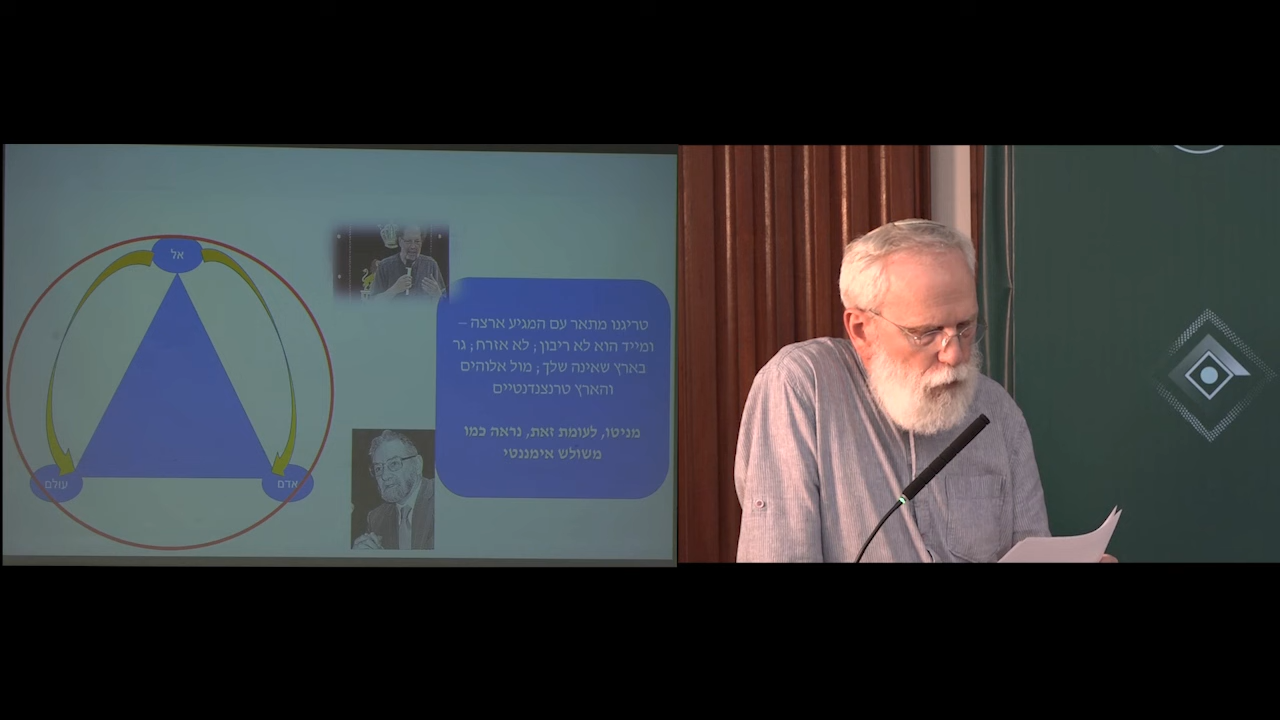 אל
עולם
אדם
טריגנו מתאר עם המגיע ארצה –
ומייד הוא לא ריבון; לא אזרח; גר
בארץ שאינה שלך; מול אלוהים
והארץ טרנצנדנטיים
מניטו, לעומת זאת, נראה כמו
משולש אימננטי